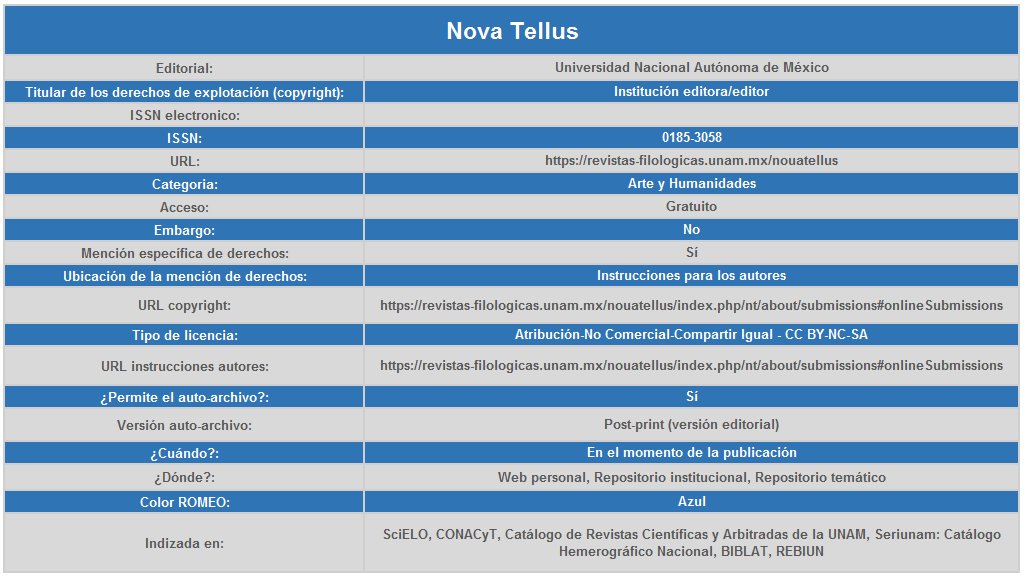 Nova Tellus
Editorial: Universidad Nacional Autónoma de México
Titular de los derechos de explotación (copyright): Institución editora/editor
ISSN electronico:
ISSN: 0185-3058
URL: https://revistas-filologicas.unam.mx/nouatellus
Categoria: Arte y Humanidades
Acceso: Gratuito
Embargo: No
Mención específica de derechos: Sí
Ubicación de la mención de derechos: Instrucciones para los autores
URL copyright: https://revistas-filologicas.unam.mx/nouatellus/index.php/nt/about/submissions#onlineSubmissions
Tipo de licencia: Atribución-No Comercial-Compartir Igual - CC BY-NC-SA
URL instrucciones autores: https://revistas-filologicas.unam.mx/nouatellus/index.php/nt/about/submissions#onlineSubmissions
¿Permite el auto-archivo?: Sí
Versión auto-archivo: Post-print (versión editorial)
¿Cuándo?: En el momento de la publicación
¿Dónde?: Web personal, Repositorio institucional, Repositorio temático
Color ROMEO: Azul
Indizada en: SciELO, CONACyT, Catálogo de Revistas Científicas y Arbitradas de la UNAM, Seriunam: Catálogo
Hemerográfico Nacional, BIBLAT, REBIUN